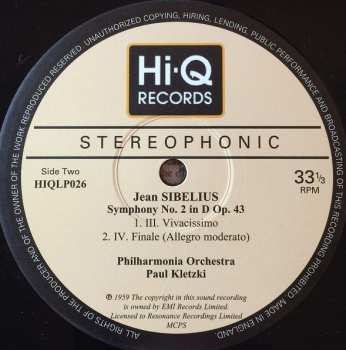 UNAUTHORIZED COPYING, HIRING, LENDING, PUBLIC PERFORMANCE AND BROADCASTING OF THIS RECORDING PROHIBITED MADE IN ENGLAND.
ALL RIGHTS OF THE PRODUCER AND OF THE OWNER OF THE WORK REPRODUCED RESERVED
Hi·Q
RECORDS
STEREOPHONIC
Side Two
HIQLP026
33 1/3
RPM
Jean SIBELIUS
Symphony No. 2 in D Op. 43
1. III. Vivacissimo
2. IV. Finale (Allegro moderato)
Philharmonia Orchestra
Paul Kletzki
℗ 1959 The copyright in this sound recording
is owned by EMI Records Limited.
Licensed to Resonance Recordings Limited
MCPS